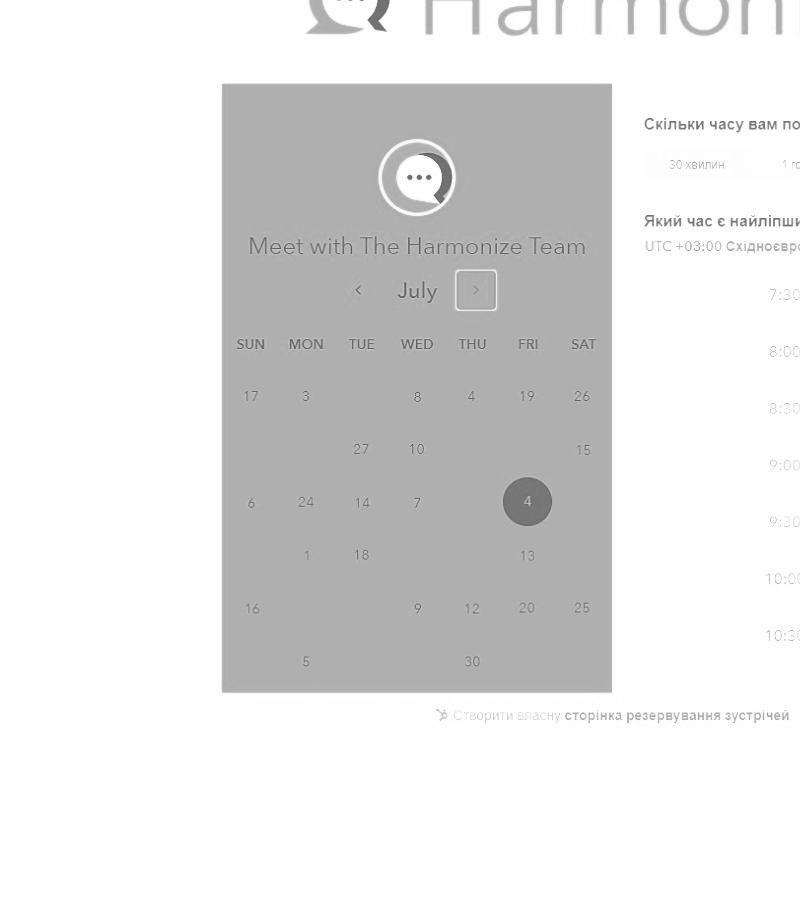 Harmoni
Meet with The Harmonize Team
July
SUN MON TUE WED THU FRI SAT
17 3 8 4 19 26
27 10 15
6 24 14 7 4
1 18 13
16 9 12 20 25
5 30
Скільки часу вам по
30 хвилин 1 го
Який час є найліпши
UTC +03:00 Східноєвро
7:30
8:00
8:30
9:00
9:30
10:00
10:30
Створити власну сторінка резервування зустрічей